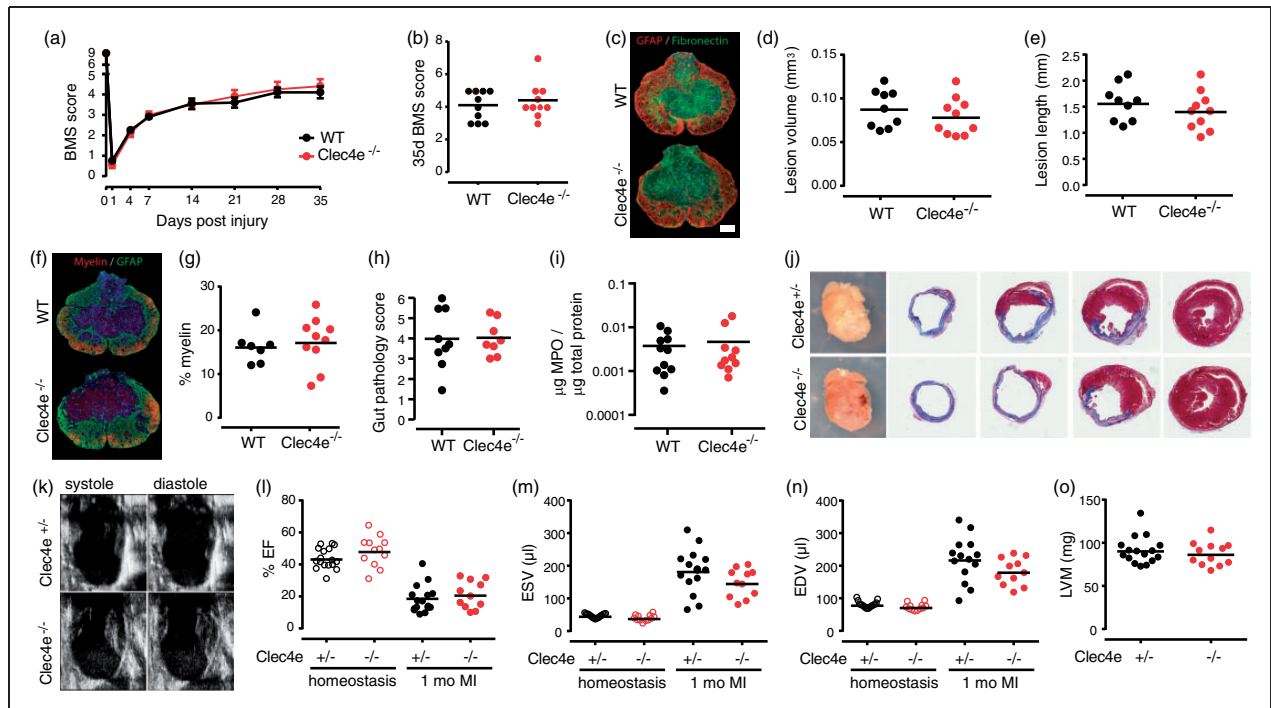 (a)
BMS score
9
6
5
4
3
2
1
0
0 1 4 7 14 21 28 35
Days post injury
WT
Clec4e -/-
(b)
35d BMS score
8
6
4
2
0
WT Clec4e -/-
(c)
GFAP / Fibronectin
WT
Clec4e -/-
(d)
Lesion volume (mm3)
0.15
0.10
0.05
0.00
WT Clec4e-/-
(e)
Lesion length (mm)
2.5
2.0
1.5
1.0
0.5
0.0
WT Clec4e-/-
(f)
Myelin / GFAP
WT
Clec4e -/-
(g)
% myelin
30
20
10
0
WT Clec4e-/-
(h)
Gut pathology score
6
5
4
3
2
1
0
WT Clec4e-/-
(i)
µg MPO /
µg total protein
0.1
0.01
0.001
0.0001
WT Clec4e-/-
(j)
Clec4e+/-
Clec4e-/-
(k)
systole diastole
Clec4e +/-
Clec4e-/-
(l)
% EF
80
60
40
20
0
Clec4e +/- -/- +/- -/-
homeostasis 1 mo MI
(m)
ESV (µl)
400
300
200
100
0
Clec4e +/- -/- +/- -/-
homeostasis 1 mo MI
(n)
EDV (µl)
400
300
200
100
0
Clec4e +/- -/- +/- -/-
homeostasis 1 mo MI
(o)
LVM (mg)
150
100
50
0
Clec4e +/- -/-